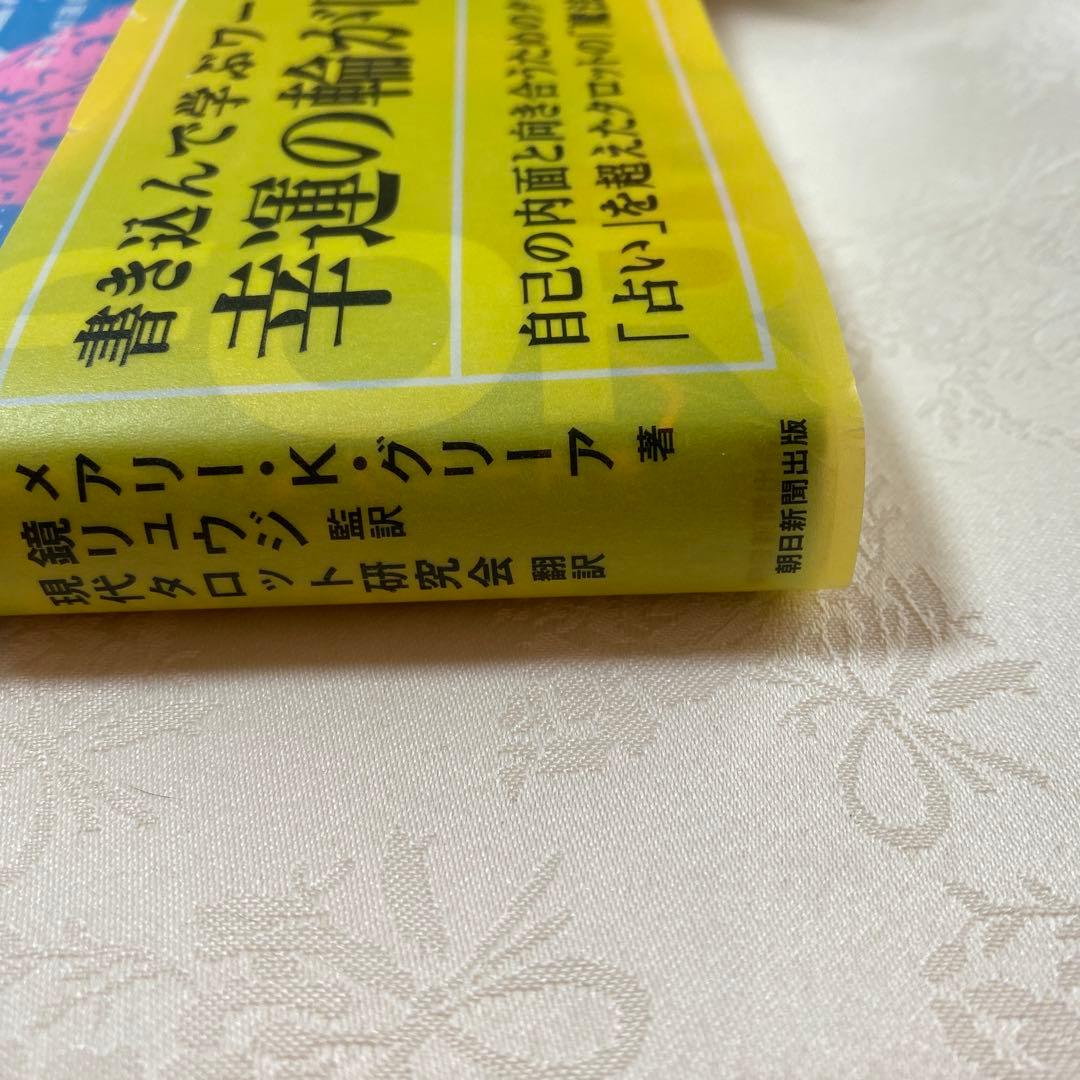 書き込んで学ぶワー
幸運の輪が
自己の内面と向き合うためのタ
「占い」を超えたタロットの「魔法
メアリー・K・グリーア 著
鏡リュウジ 監訳
現代タロット研究会 翻訳
朝日新聞出版